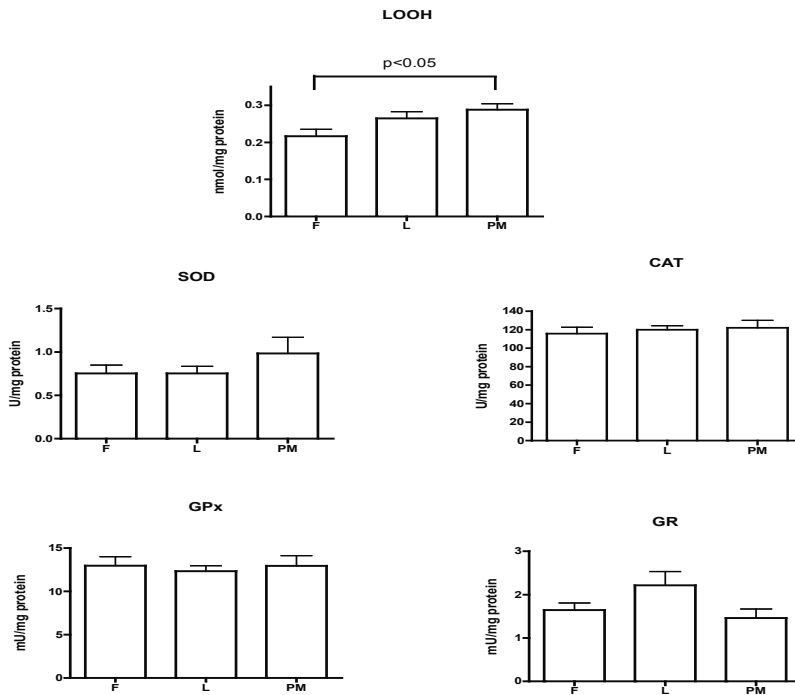 LOOH
p<0.05
nmol/mg protein
0.3
0.2
0.1
0.0
F L PM
SOD
U/mg protein
1.5
1.0
0.5
0.0
F L PM
CAT
U/mg protein
140
120
100
80
60
40
20
0
F L PM
GPx
mU/mg protein
15
10
5
0
F L PM
GR
mU/mg protein
3
2
1
0
F L PM